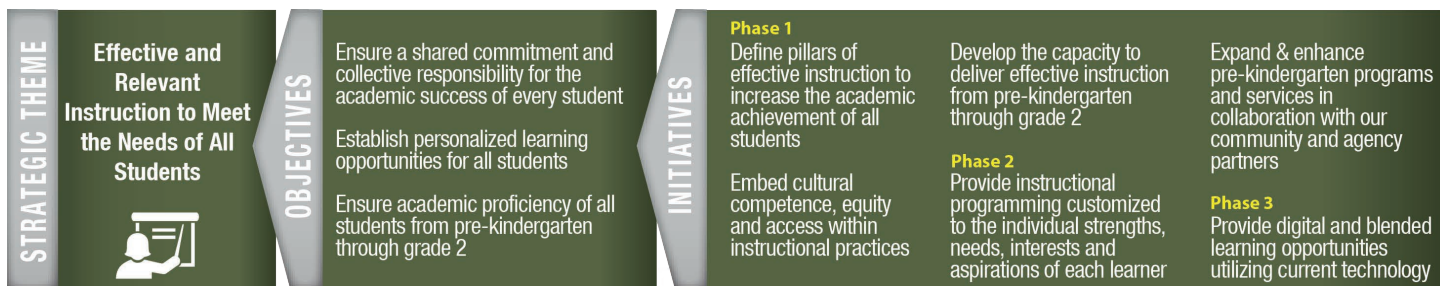 STRATEGIC THEME
Effective and
Relevant
Instruction to Meet
the Needs of All
Students
OBJECTIVES
Ensure a shared commitment and
collective responsibility for the
academic success of every student
Establish personalized learning
opportunities for all students
Ensure academic proficiency of all
students from pre-kindergarten
through grade 2
INITIATIVES
Phase 1
Define pillars of
effective instruction to
increase the academic
achievement of all
students
Embed cultural
competence, equity
and access within
instructional practices
Develop the capacity to
deliver effective instruction
from pre-kindergarten
through grade 2
Phase 2
Provide instructional
programming customized
to the individual strengths,
needs, interests and
aspirations of each learner
Expand & enhance
pre-kindergarten programs
and services in
collaboration with our
community and agency
partners
Phase 3
Provide digital and blended
learning opportunities
utilizing current technology